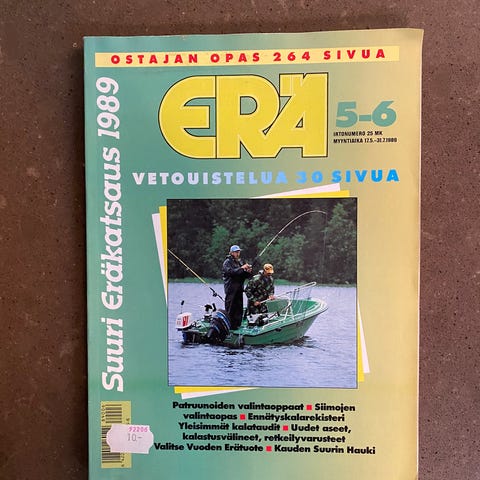 OSTAJAN OPAS 264 SIVUA
ERÄ
5-6
IRTONUMERO 25 MK
MYYNTIAIKA 17.5.-31.7.1989
VETOUISTELUA 30 SIVUA
Suuri Eräkatsaus 1989
Patruunoiden valintaoppaat ■ Siimojen
valintaopas ■ Ennätyskalarekisteri
Yleisimmät kalataudit ■ Uudet aseet,
kalastusvälineet, retkeilyvarusteet
Valitse Vuoden Erätuote ■ Kauden Suurin Hauki
92206
10,-